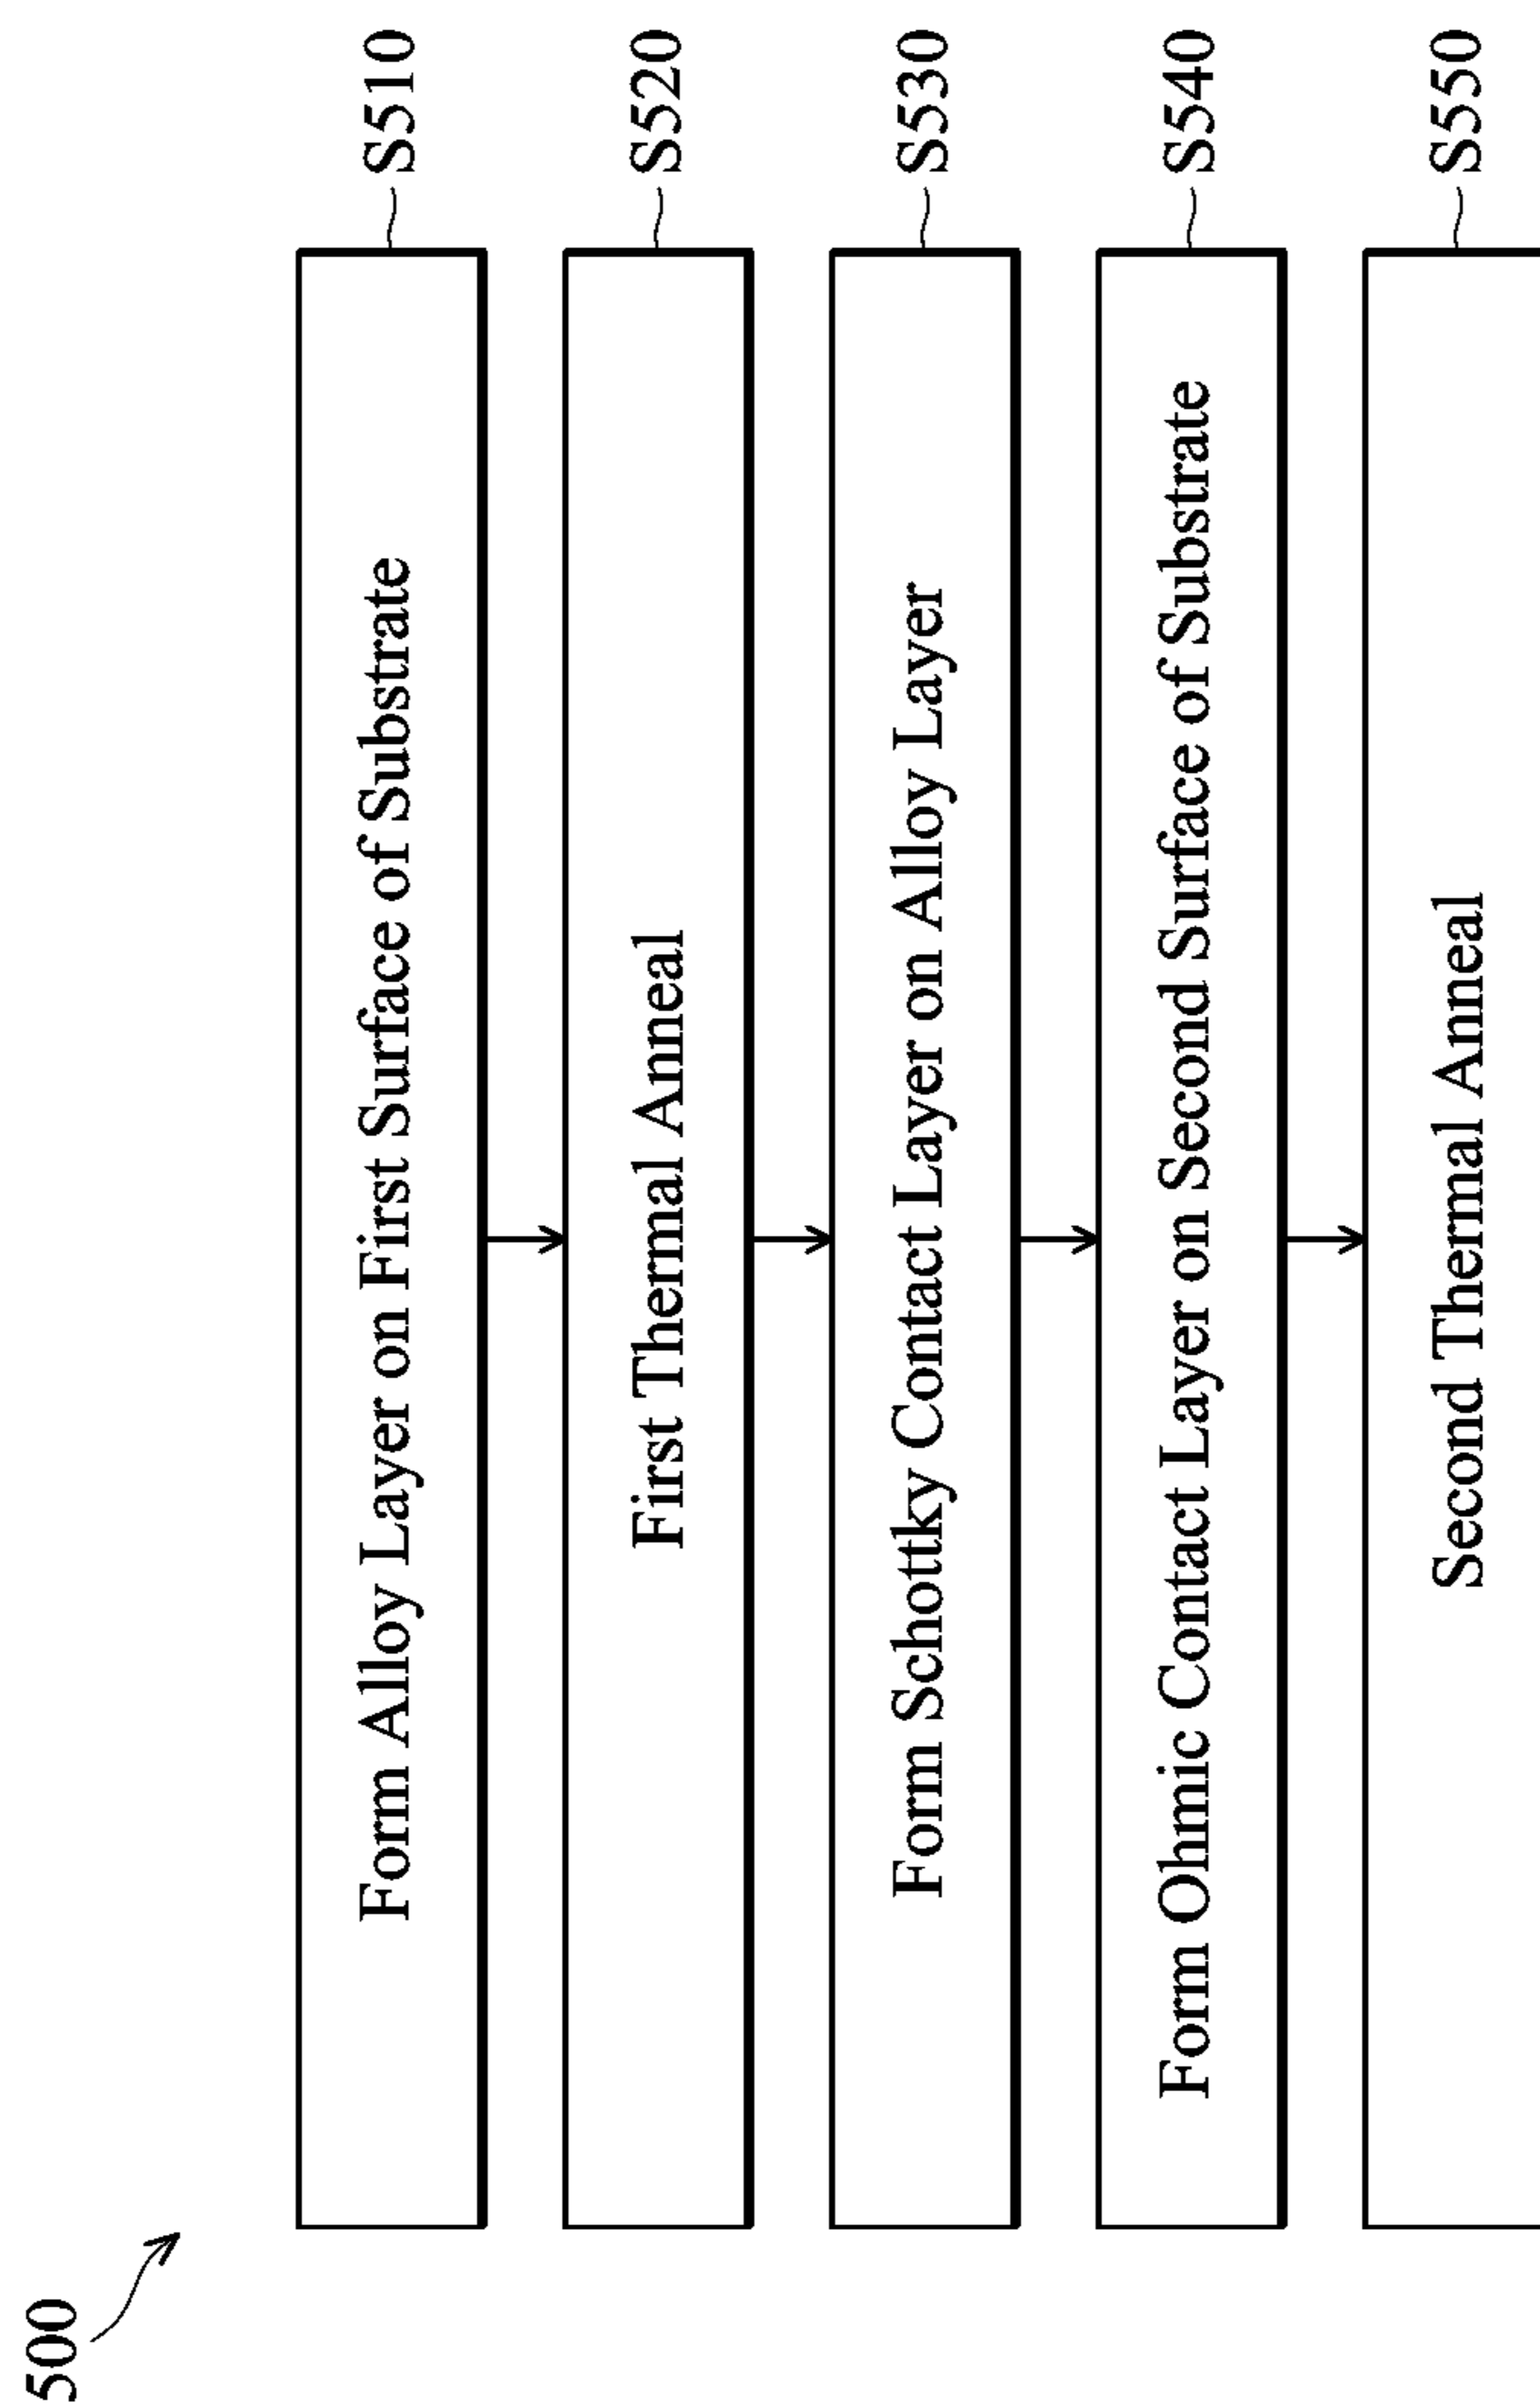 500
Form Alloy Layer on First Surface of Substrate
S510
First Thermal Anneal
S520
Form Schottky Contact Layer on Alloy Layer
S530
Form Ohmic Contact Layer on Second Surface of Substrate
S540
Second Thermal Anneal
S550